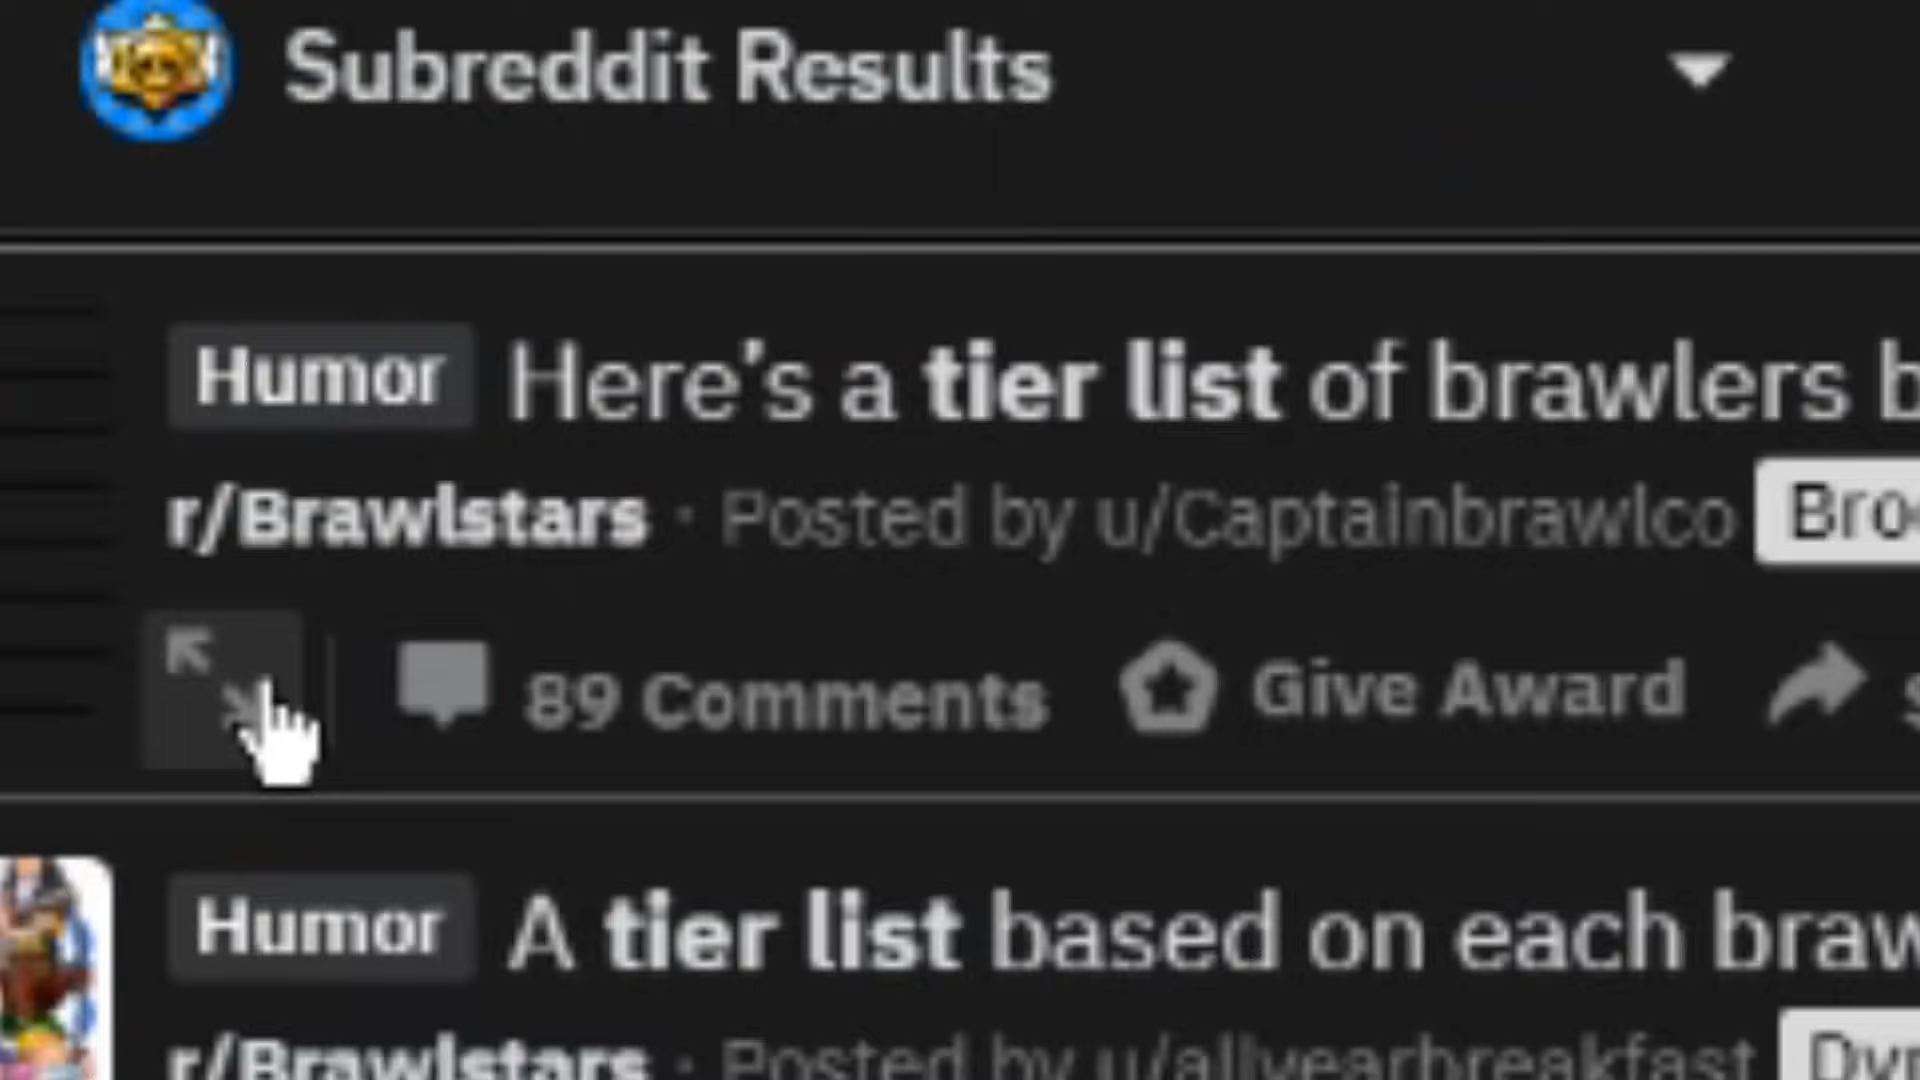 Subreddit Results
Humor Here's a tier list of brawlers b
r/Brawlstars · Posted by u/Captainbrawlco Bro
89 Comments Give Award S
Humor A tier list based on each braw
r/Brawlstars · Posted by u/allyearbreakfast Dyn